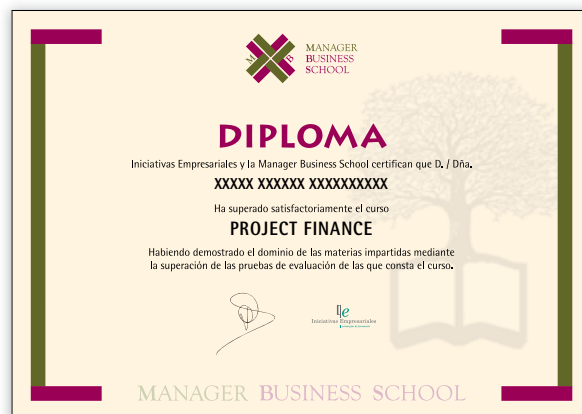 M B
MANAGER
BUSINESS
SCHOOL
DIPLOMA
Iniciativas Empresariales y la Manager Business School certifican que D. / Dña.
XXXXX XXXXXX XXXXXXXXXX
Ha superado satisfactoriamente el curso
PROJECT FINANCE
Habiendo demostrado el dominio de las materias impartidas mediante
la superación de las pruebas de evaluación de las que consta el curso.
Iniciativas Empresariales
MANAGER BUSINESS SCHOOL